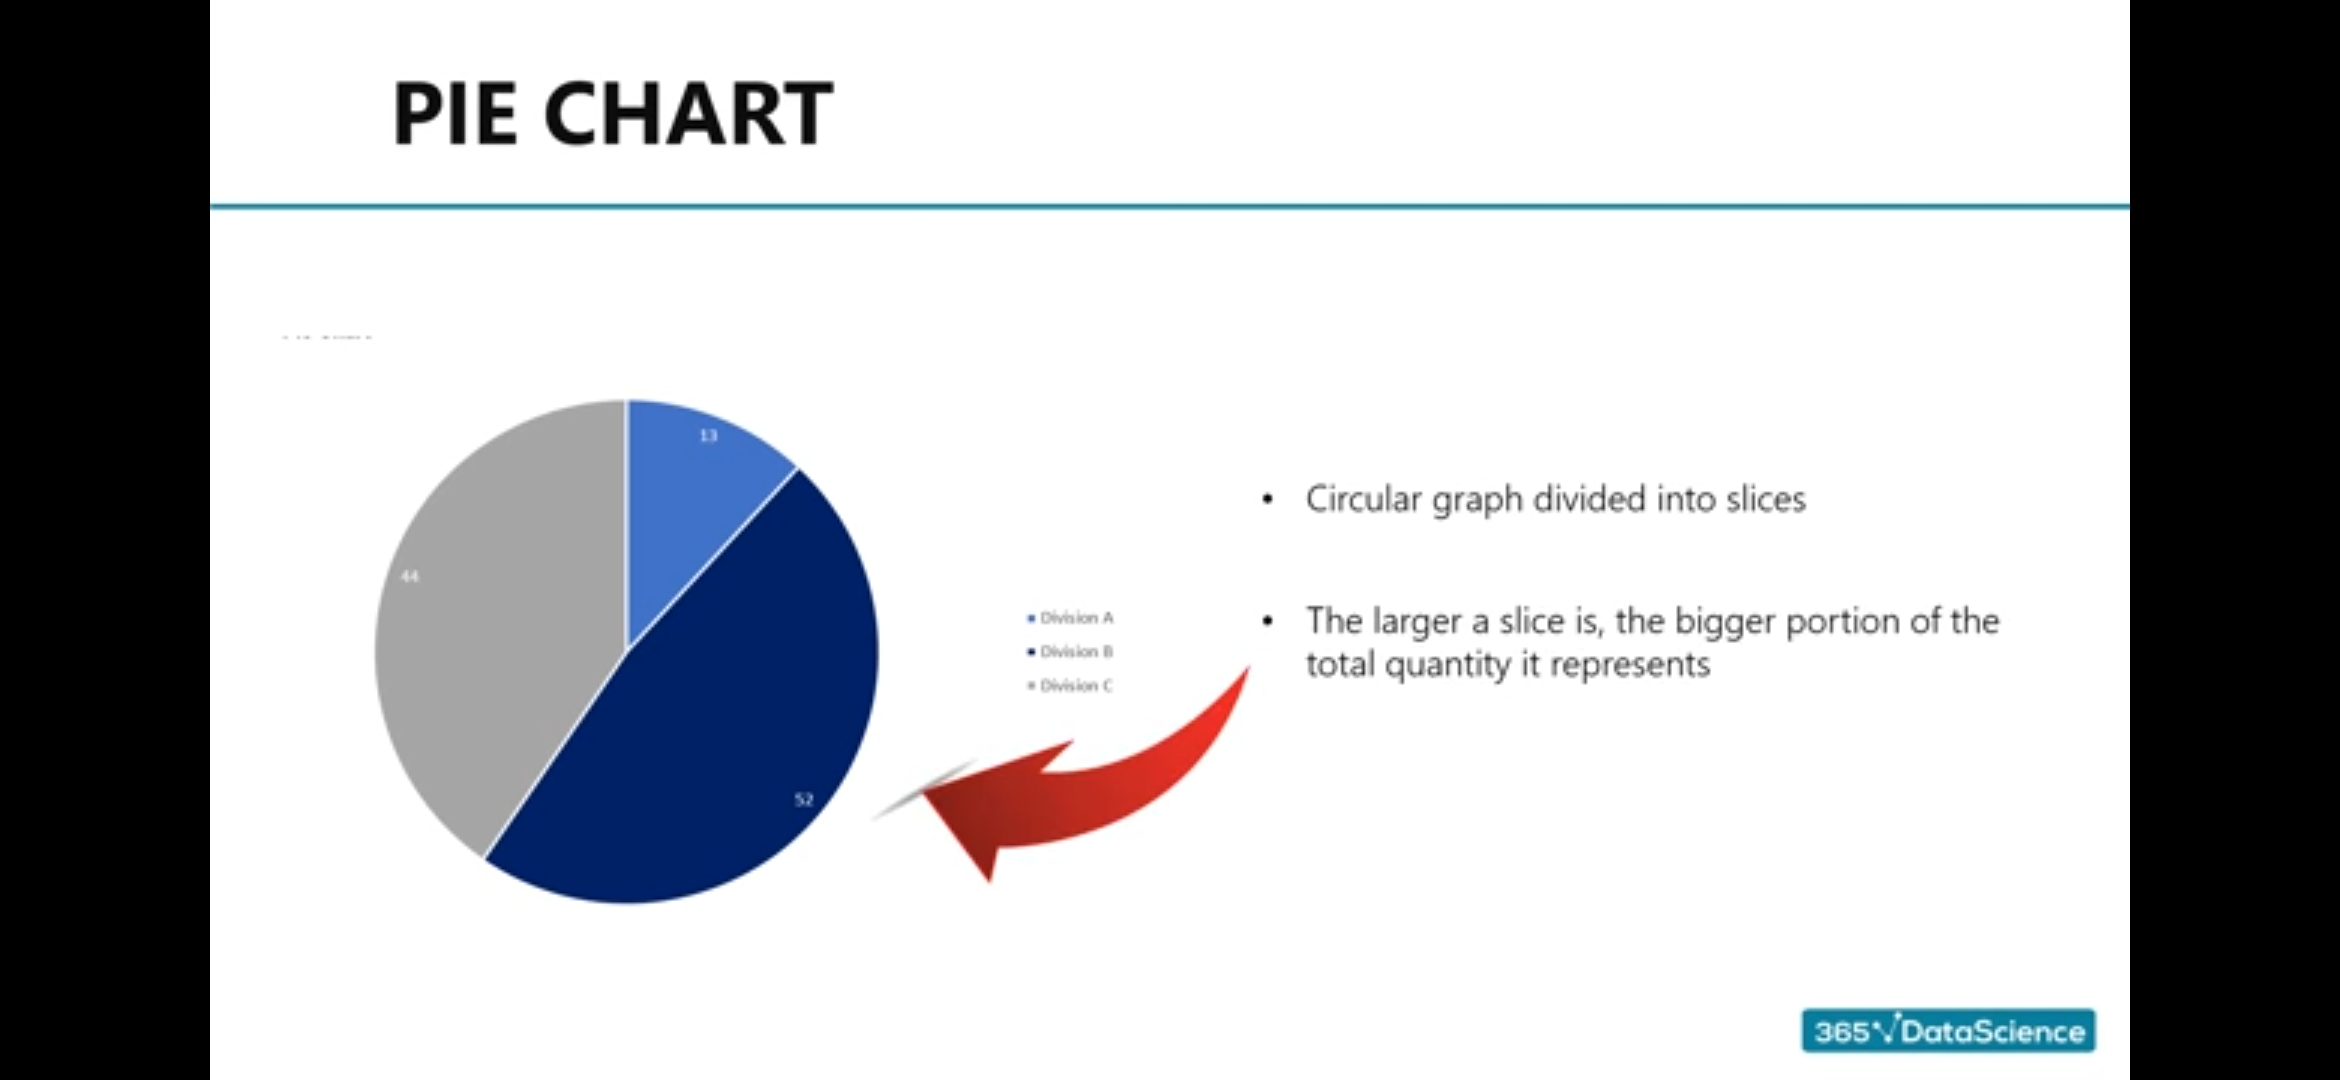 PIE CHART
13
44
52
Division A
Division B
Division C
• Circular graph divided into slices
• The larger a slice is, the bigger portion of the
total quantity it represents
365 DataScience